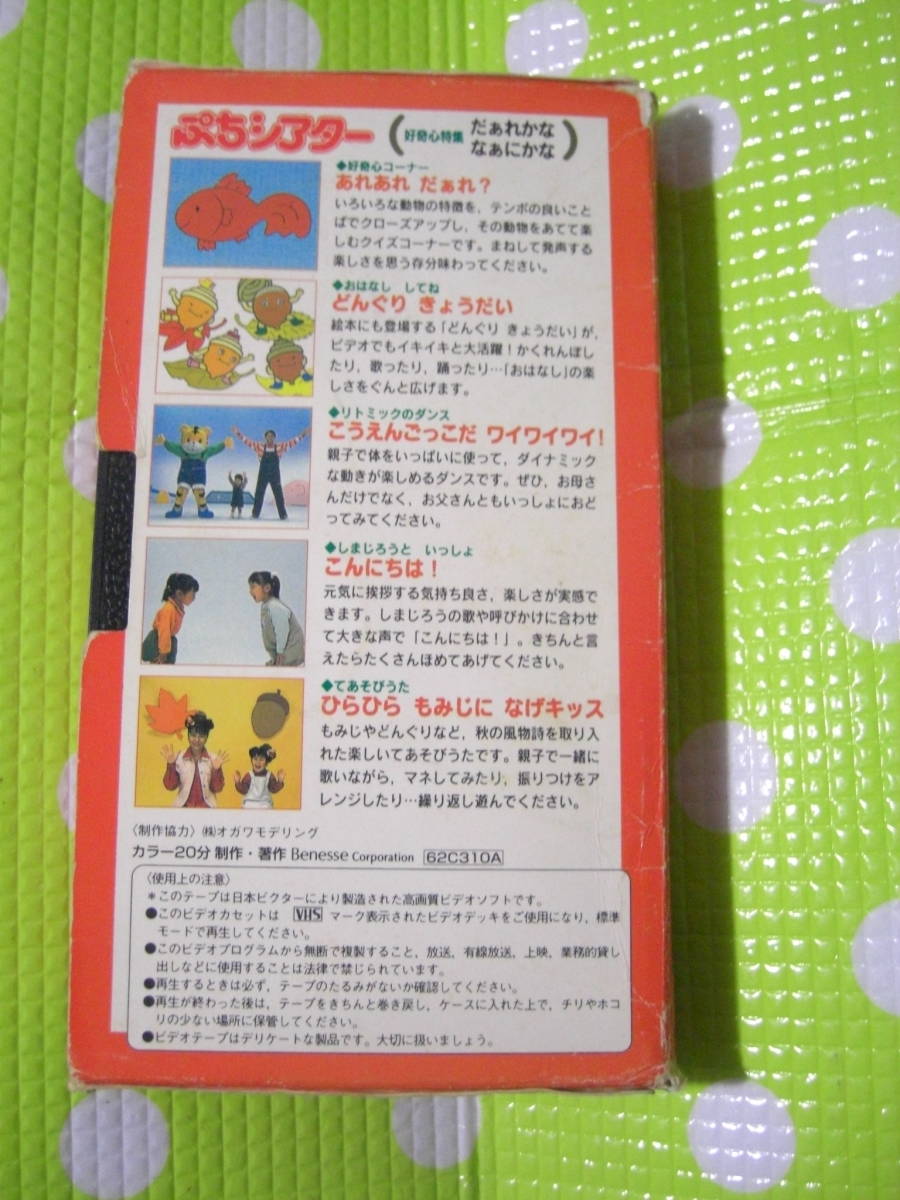 ぷちシアター
(好奇心特集 だぁれかな
なぁにかな)
◆好奇心コーナー
あれあれ だぁれ？
いろいろな動物の特徴を，テンポの良いこと
ばでクローズアップし，その動物をあてて楽
しむクイズコーナーです。まねして発声する
楽しさを思う存分味わってください。
◆おはなし してね
どんぐり きょうだい
絵本にも登場する「どんぐり きょうだい」が，
ビデオでもイキイキと大活躍！かくれんぼし
たり，歌ったり，踊ったり…「おはなし」の楽
しさをぐんと広げます。
◆リトミックのダンス
こうえんごっこだ ワイワイワイ！
親子で体をいっぱいに使って，ダイナミック
な動きが楽しめるダンスです。ぜひ，お母さ
んだけでなく，お父さんともいっしょにおど
ってみてください。
◆しまじろうと いっしょ
こんにちは！
元気に挨拶する気持ち良さ，楽しさが実感で
きます。しまじろうの歌や呼びかけに合わせ
て大きな声で「こんにちは！」。きちんと言
えたらたくさんほめてあげてください。
◆てあそびうた
ひらひら もみじに なげキッス
もみじやどんぐりなど，秋の風物詩を取り入
れた楽しいてあそびうたです。親子で一緒に
歌いながら，マネしてみたり，振りつけをア
レンジしたり…繰り返し遊んでください。
〈制作協力〉㈱オガワモデリング
カラー20分 制作・著作 Benesse Corporation 62C310A
〈使用上の注意〉
＊このテープは日本ビクターにより製造された高画質ビデオソフトです。
●このビデオカセットは VHS マーク表示されたビデオデッキをご使用になり，標準
モードで再生してください。
●このビデオプログラムから無断で複製すること，放送，有線放送，上映，業務的貸し
出しなどに使用することは法律で禁じられています。
●再生するときは必ず，テープのたるみがないか確認してください。
●再生が終わった後は，テープをきちんと巻き戻し，ケースに入れた上で，チリやホコ
リの少ない場所に保管してください。
●ビデオテープはデリケートな製品です。大切に扱いましょう。